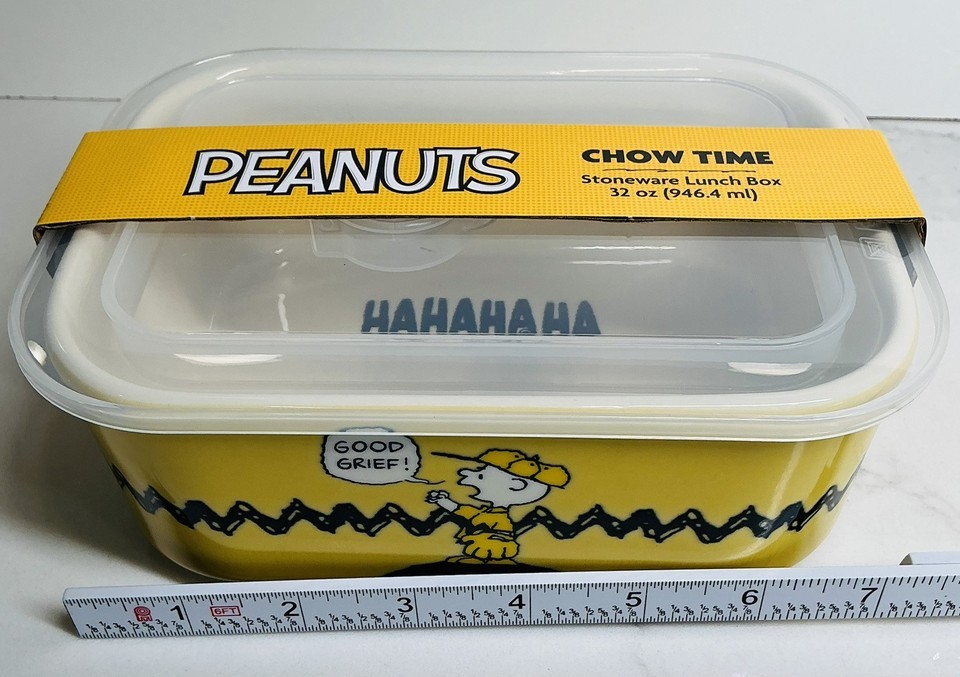 PEANUTS
CHOW TIME
Stoneware Lunch Box
32 oz (946.4 ml)
HAHAHAHA
GOOD
GRIEF!
1 6FT 2 3 4 5 6 7